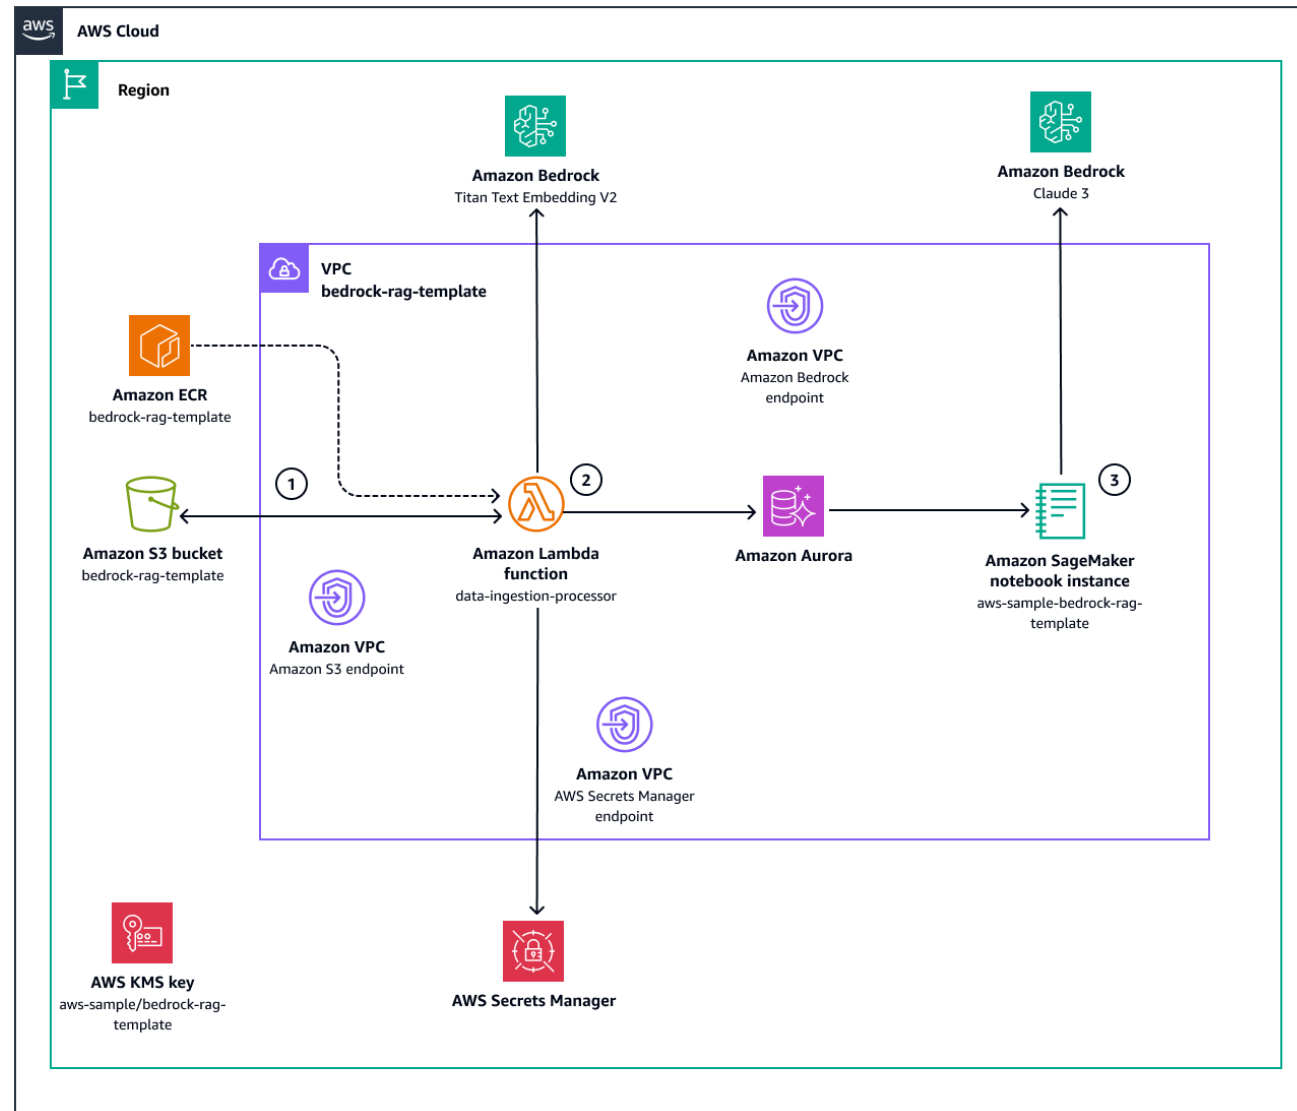 aws
AWS Cloud
Region
Amazon Bedrock
Titan Text Embedding V2
Amazon Bedrock
Claude 3
VPC
bedrock-rag-template
Amazon VPC
Amazon Bedrock
endpoint
Amazon ECR
bedrock-rag-template
1
2
3
Amazon S3 bucket
bedrock-rag-template
Amazon Lambda
function
data-ingestion-processor
Amazon Aurora
Amazon SageMaker
notebook instance
aws-sample-bedrock-rag-
template
Amazon VPC
Amazon S3 endpoint
Amazon VPC
AWS Secrets Manager
endpoint
AWS KMS key
aws-sample/bedrock-rag-
template
AWS Secrets Manager